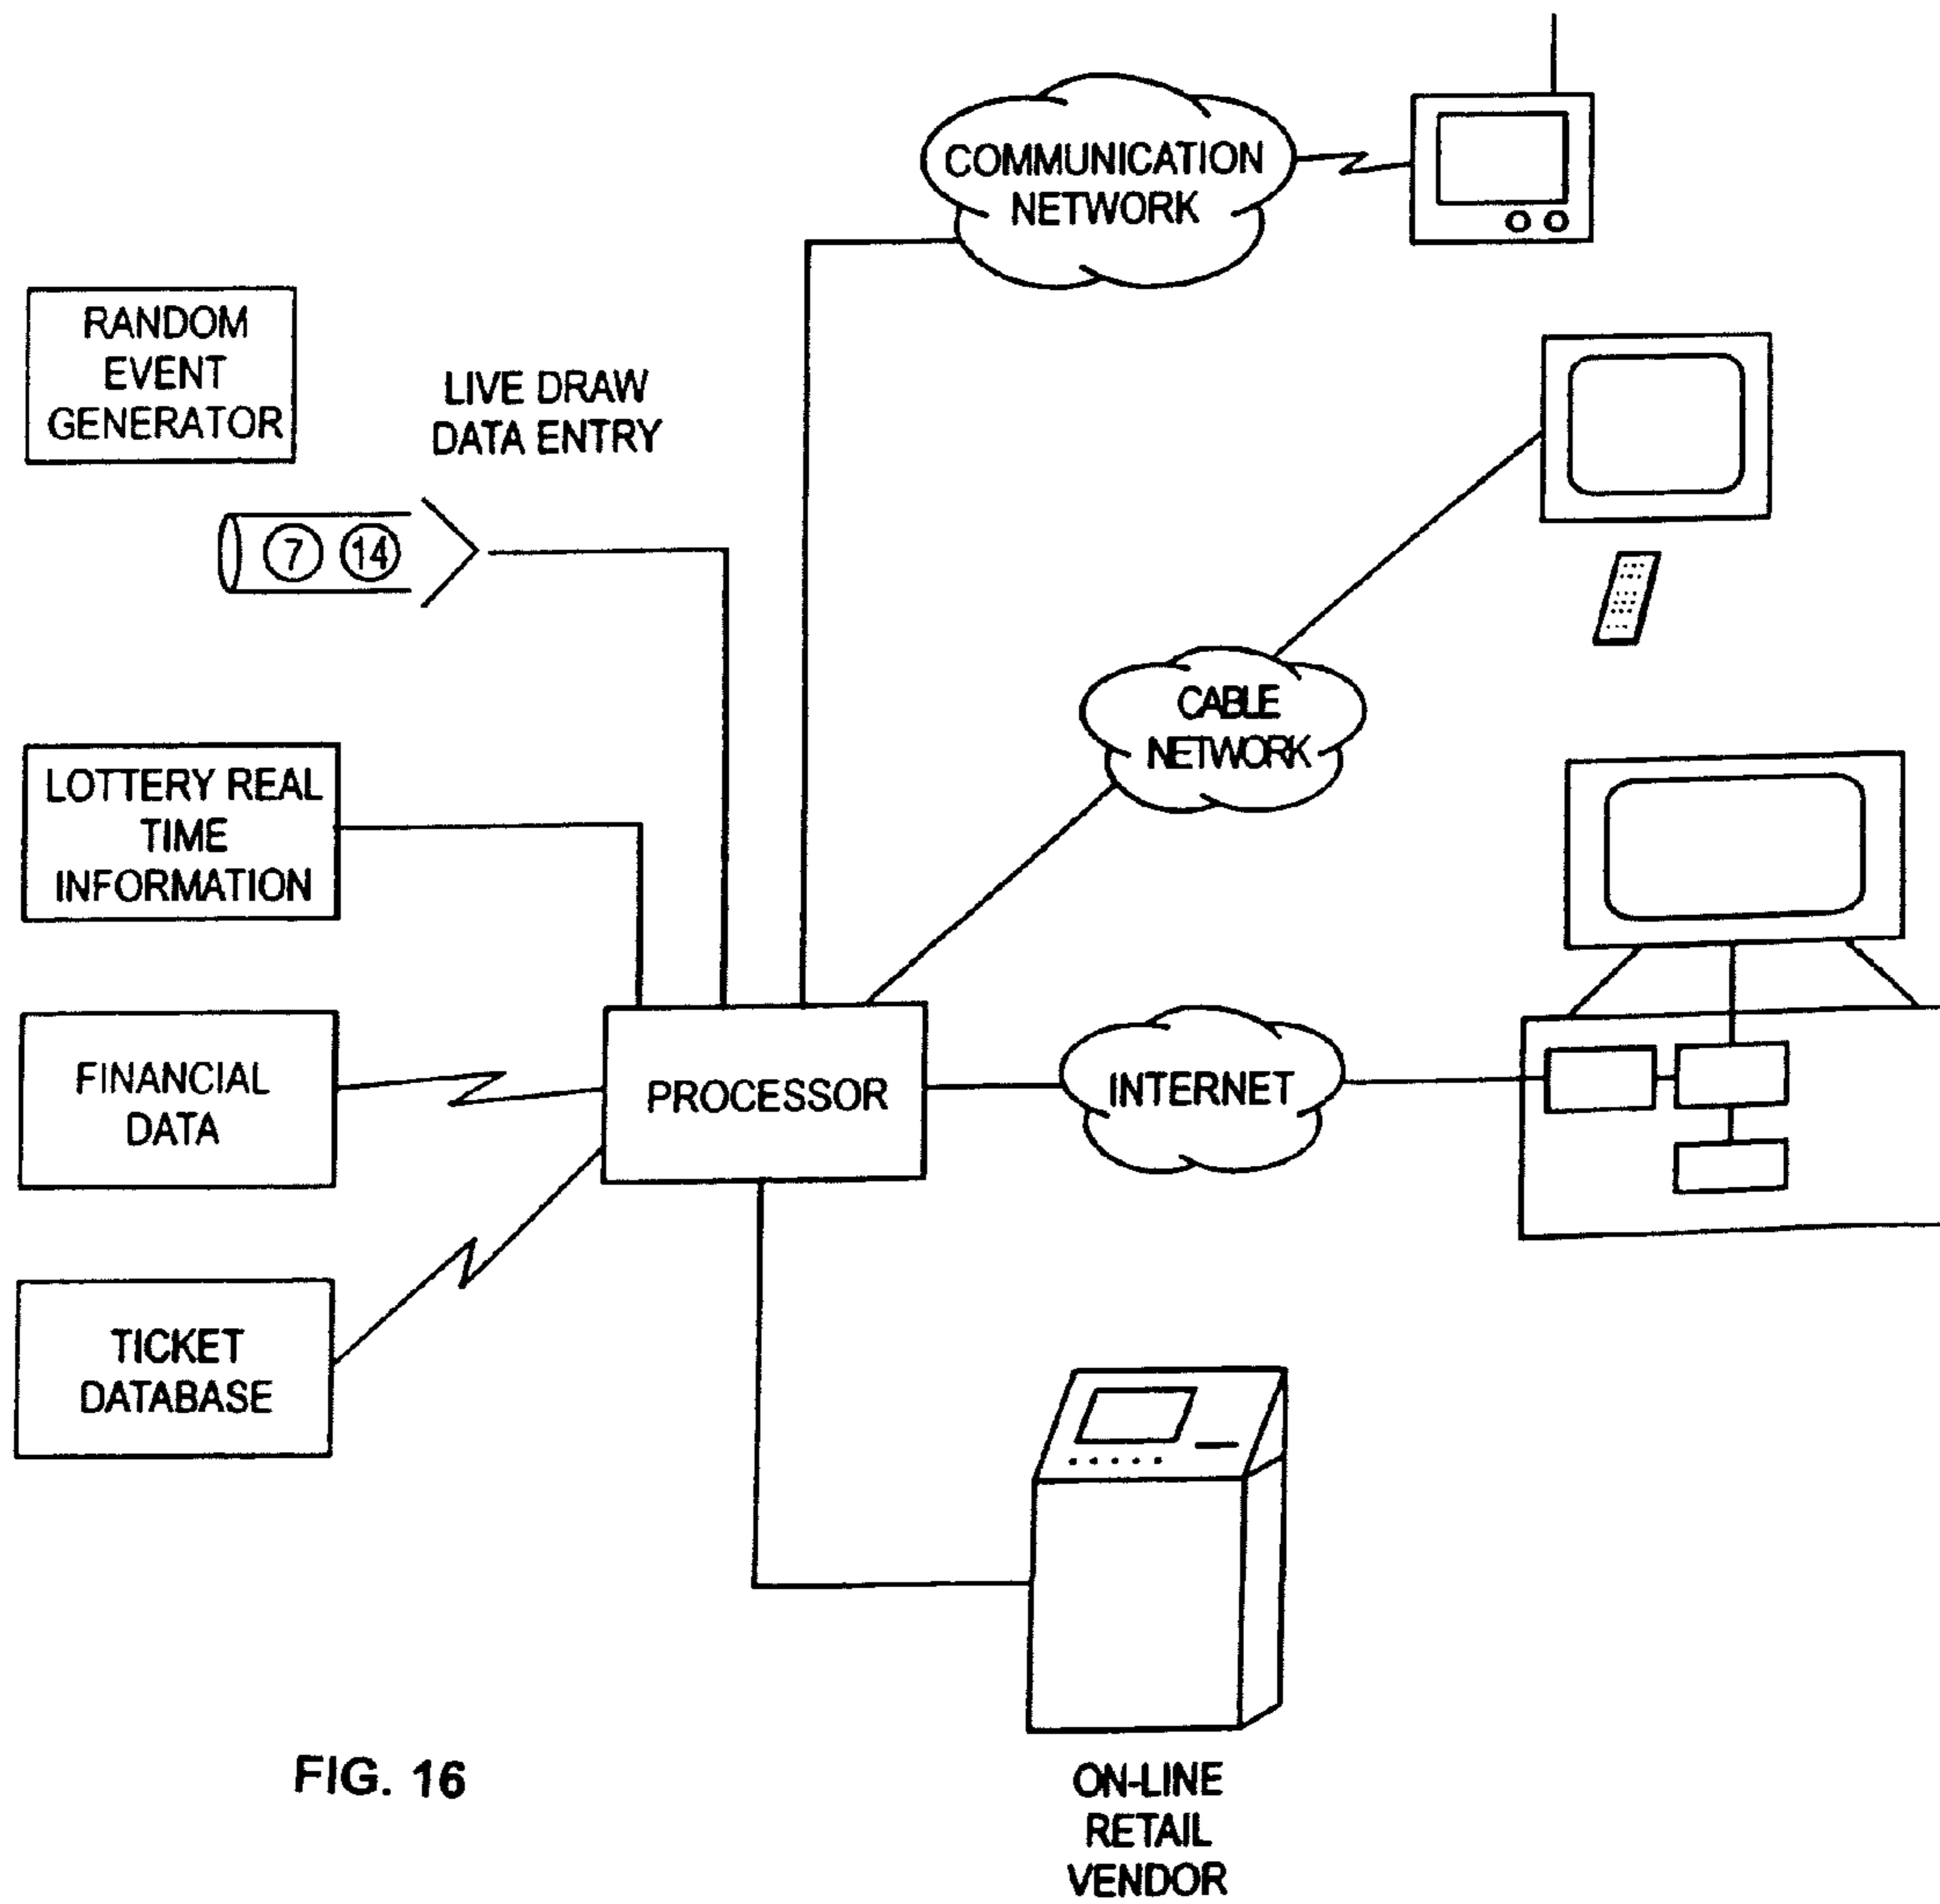 COMMUNICATION
NETWORK
RANDOM
EVENT
GENERATOR
LIVE DRAW
DATA ENTRY
7 14
CABLE
NETWORK
LOTTERY REAL
TIME
INFORMATION
FINANCIAL
DATA
PROCESSOR
INTERNET
TICKET
DATABASE
ON-LINE
RETAIL
VENDOR
FIG. 16